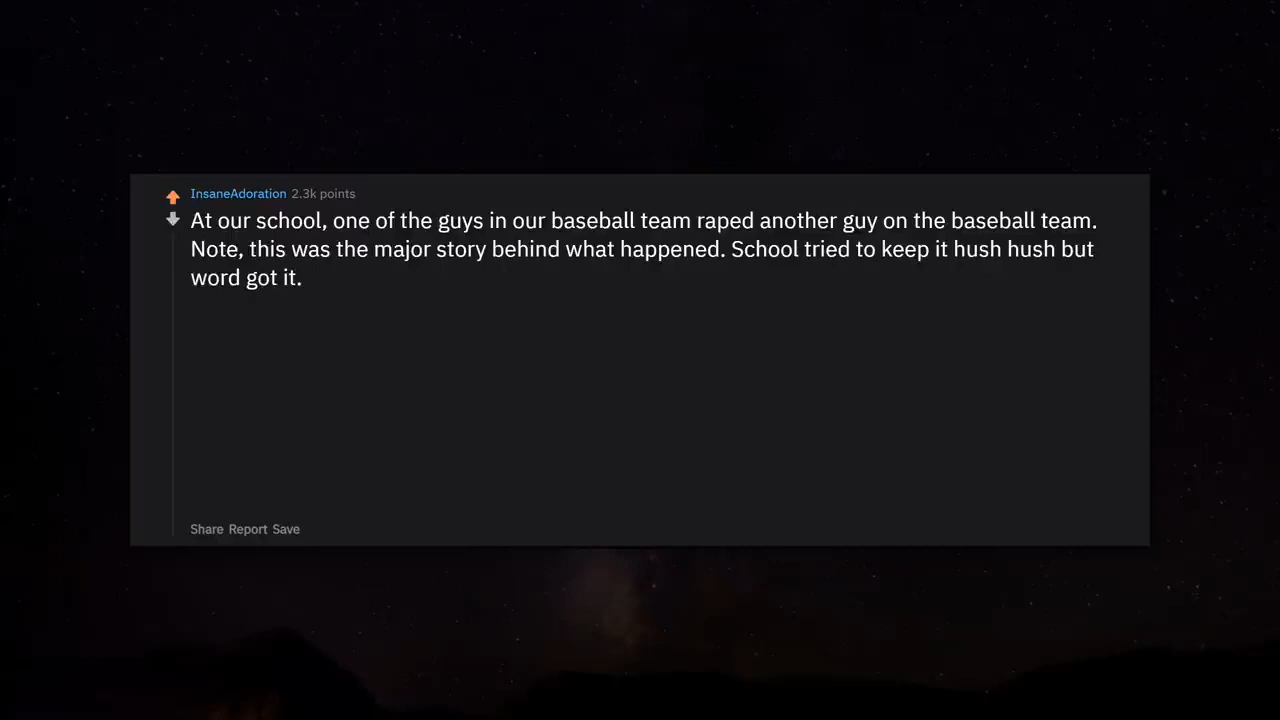 InsaneAdoration 2.3k points
At our school, one of the guys in our baseball team raped another guy on the baseball team.
Note, this was the major story behind what happened. School tried to keep it hush hush but
word got it.
Share Report Save